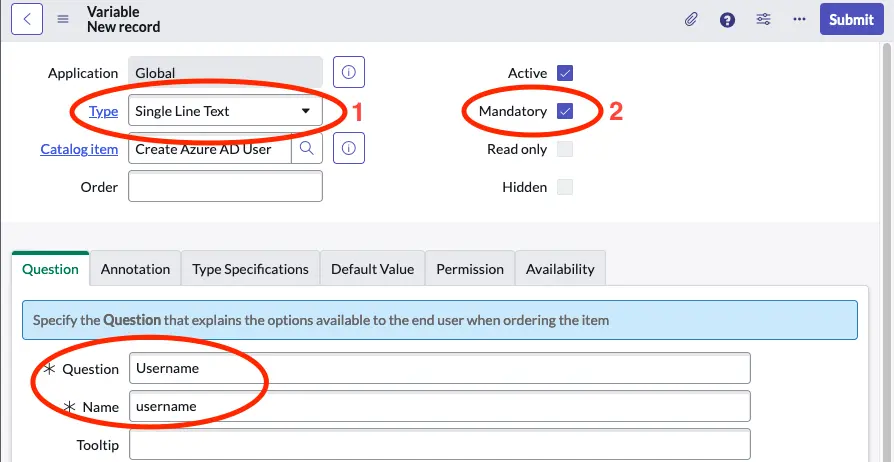 Variable
New record
Submit
Application Global
Active
Type Single Line Text 1
Mandatory 2
Catalog item Create Azure AD User
Read only
Order
Hidden
Question Annotation Type Specifications Default Value Permission Availability
Specify the Question that explains the options available to the end user when ordering the item
Question Username
Name username
Tooltip